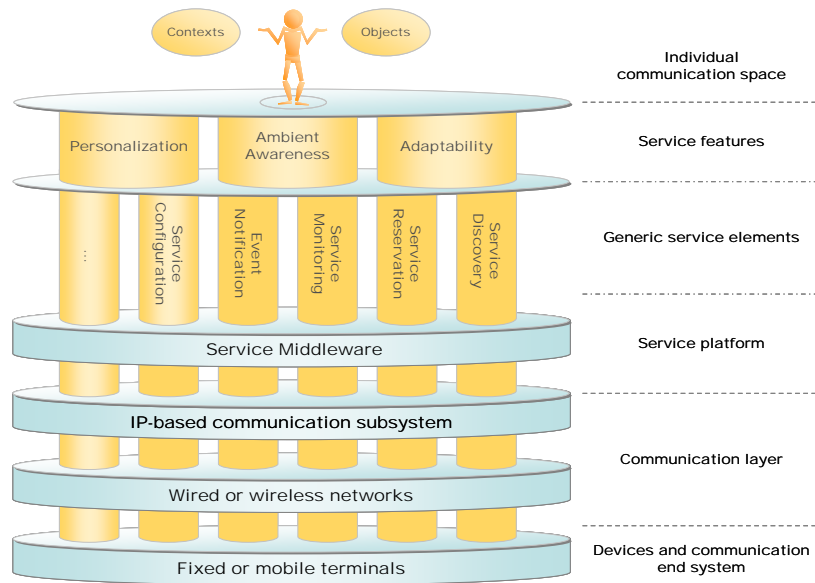 Contexts
Objects
Individual
communication space
Personalization
Ambient
Awareness
Adaptability
Service features
...
Service
Configuration
Event
Notification
Service
Monitoring
Service
Reservation
Service
Discovery
Generic service elements
Service Middleware
Service platform
IP-based communication subsystem
Communication layer
Wired or wireless networks
Fixed or mobile terminals
Devices and communication
end system